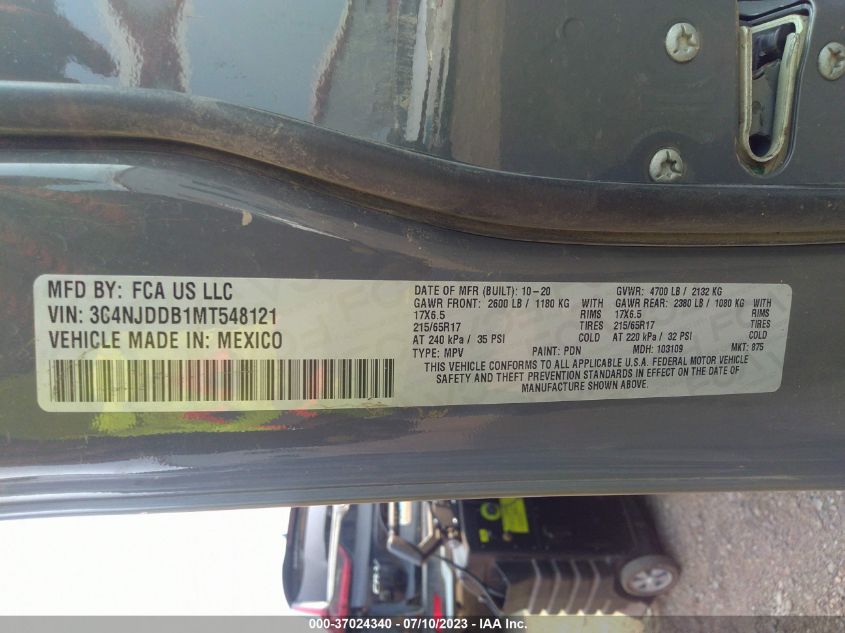 MFD BY: FCA US LLC
VIN: 3C4NJDDB1MT548121
VEHICLE MADE IN: MEXICO
DATE OF MFR (BUILT): 10-20 GVWR: 4700 LB / 2132 KG
GAWR FRONT: 2600 LB / 1180 KG WITH GAWR REAR: 2380 LB / 1080 KG WITH
17X6.5 RIMS 17X6.5 RIMS
215/65R17 TIRES 215/65R17 TIRES
AT 240 kPa / 35 PSI COLD AT 220 kPa / 32 PSI COLD
TYPE: MPV PAINT: PDN MDH: 103109 MKT: 875
THIS VEHICLE CONFORMS TO ALL APPLICABLE U.S.A. FEDERAL MOTOR VEHICLE
SAFETY AND THEFT PREVENTION STANDARDS IN EFFECT ON THE DATE OF
MANUFACTURE SHOWN ABOVE.
CR-V
000-37024340 - 07/10/2023 - IAA Inc.